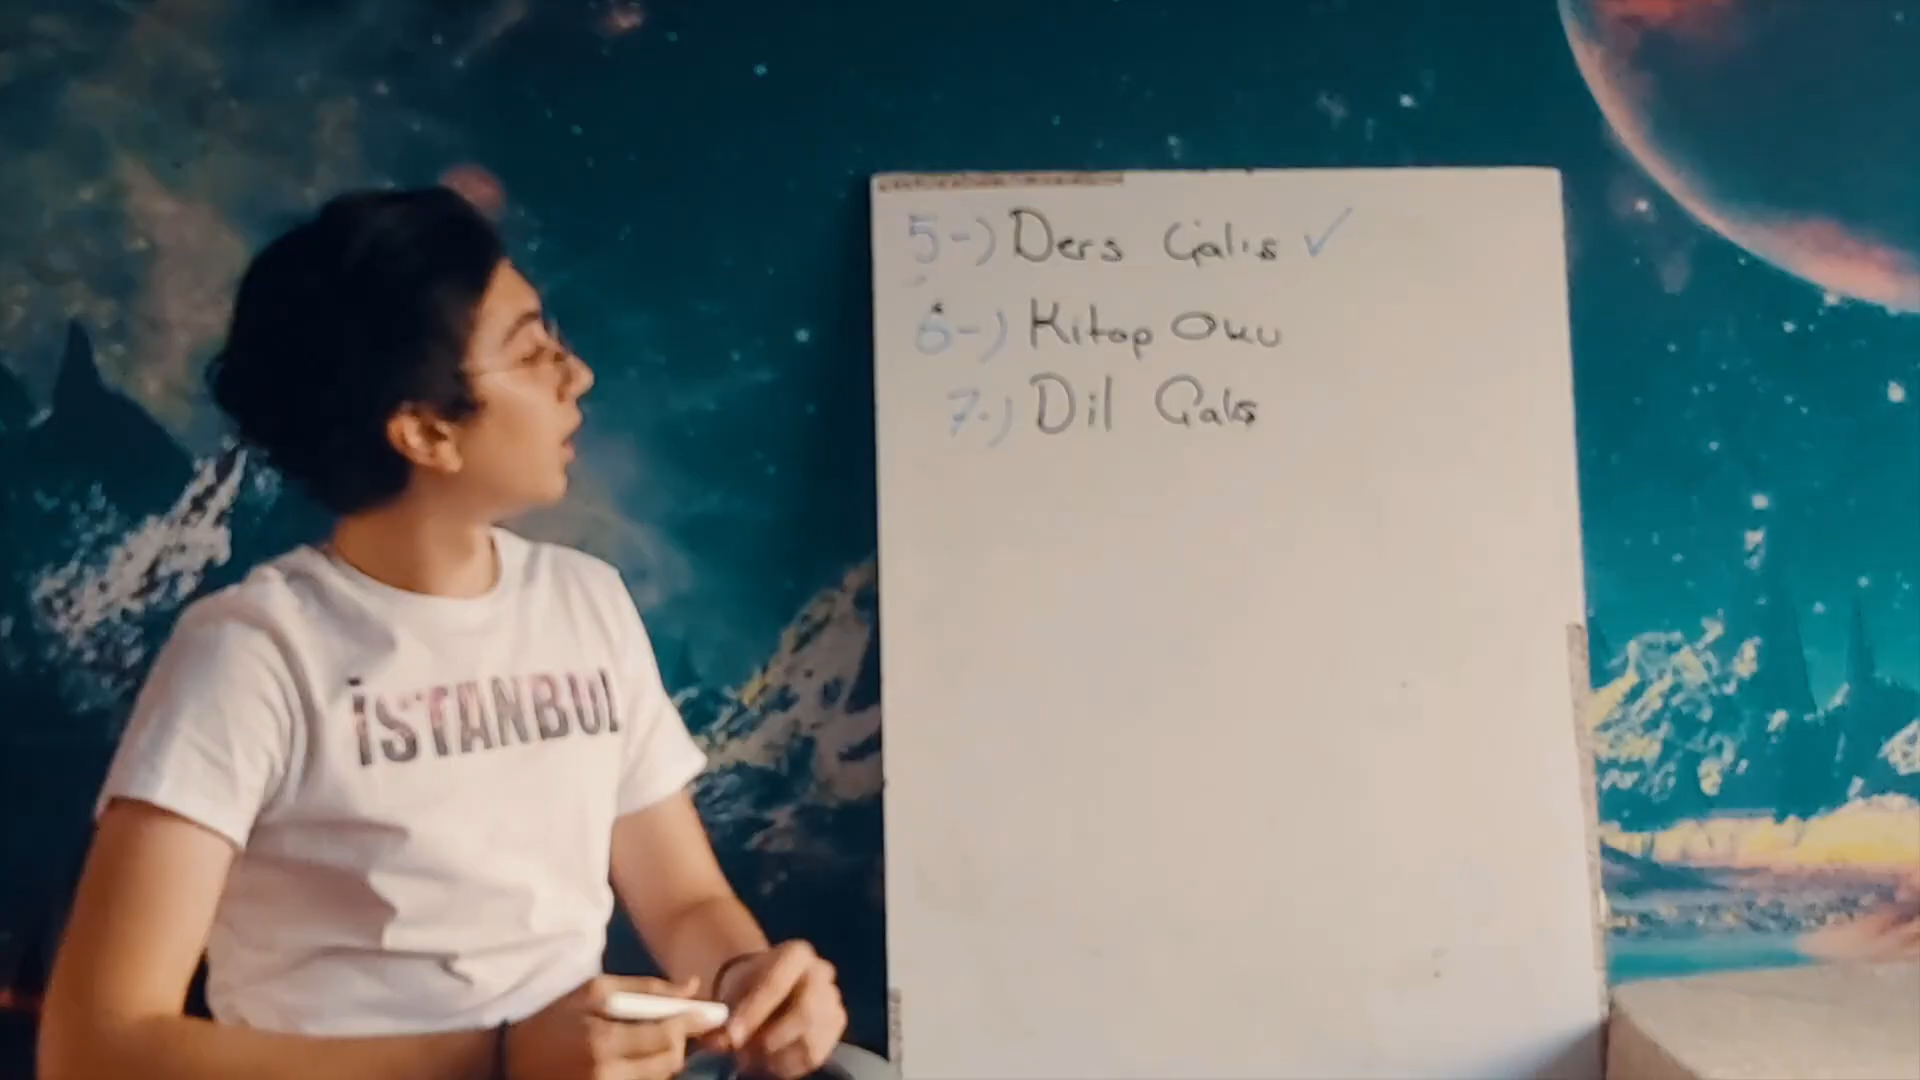 5-) Ders Çalış ✓
6-) Kitap Oku
7-) Dil Çalış
İSTANBUL